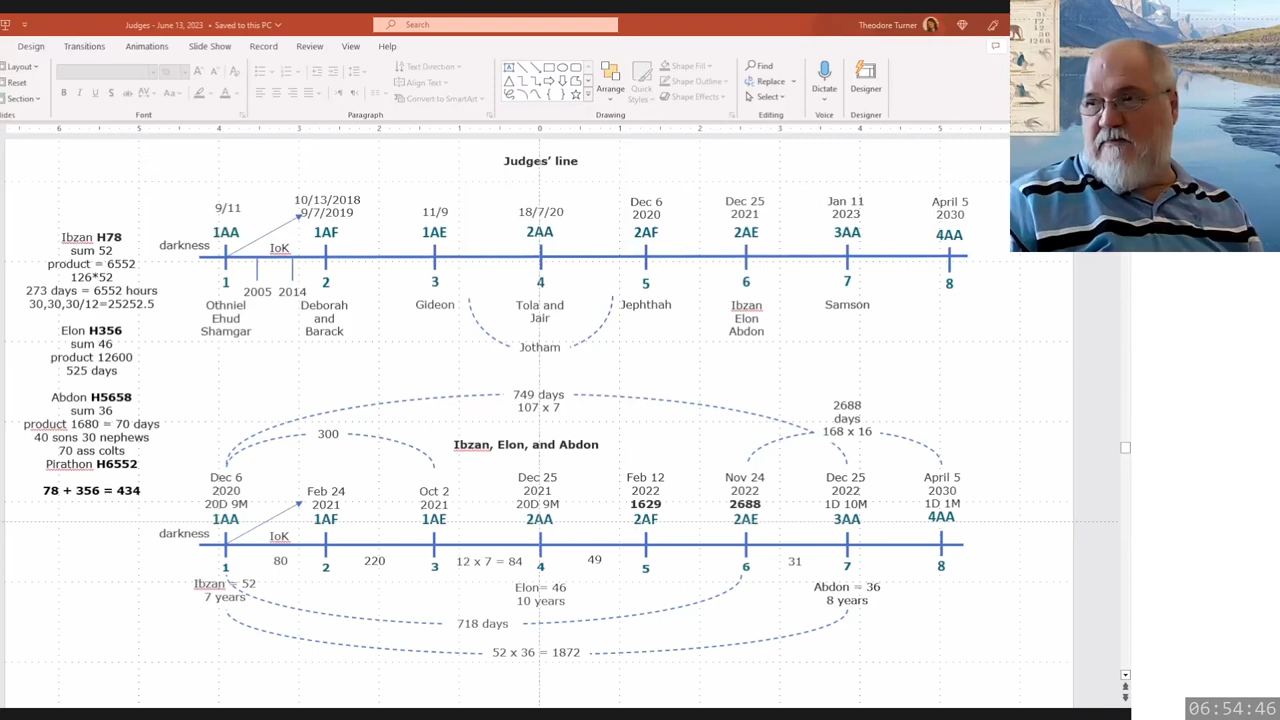 Judges - June 13, 2023 • Saved to this PC
Search
Theodore Turner
Design Transitions Animations Slide Show Record Review View Help
Layout
Reset
Section
Text Direction
Align Text
Convert to SmartArt
Arrange
Quick Styles
Shape Fill
Shape Outline
Shape Effects
Find
Replace
Select
Dictate
Designer
Font Paragraph Drawing Voice Designer
6 5 4 3 2 1 0 1 2 3 4 5
Judges’ line
9/11
10/13/2018
9/7/2019
11/9
18/7/20
Dec 6
2020
Dec 25
2021
Jan 11
2023
April 5
2030
1AA 1AF 1AE 2AA 2AF 2AE 3AA 4AA
darkness
IoK
1 2 3 4 5 6 7 8
2005 2014
Othniel
Ehud
Shamgar
Deborah
and
Barack
Gideon
Tola and
Jair
Jephthah
Ibzan
Elon
Abdon
Samson
Jotham
Ibzan H78
sum 52
product = 6552
126*52
273 days = 6552 hours
30,30,30/12=25252.5
Elon H356
sum 46
product 12600
525 days
Abdon H5658
sum 36
product 1680 = 70 days
40 sons 30 nephews
70 ass colts
Pirathon H6552
78 + 356 = 434
749 days
107 x 7
2688
days
168 x 16
300
Ibzan, Elon, and Abdon
Dec 6
2020
20D 9M
Feb 24
2021
Oct 2
2021
Dec 25
2021
20D 9M
Feb 12
2022
1629
Nov 24
2022
2688
Dec 25
2022
1D 10M
April 5
2030
1D 1M
1AA 1AF 1AE 2AA 2AF 2AE 3AA 4AA
darkness
IoK
80 220 12 x 7 = 84 49 31
1 2 3 4 5 6 7 8
Ibzan = 52
7 years
Elon= 46
10 years
Abdon = 36
8 years
718 days
52 x 36 = 1872
06:54:46